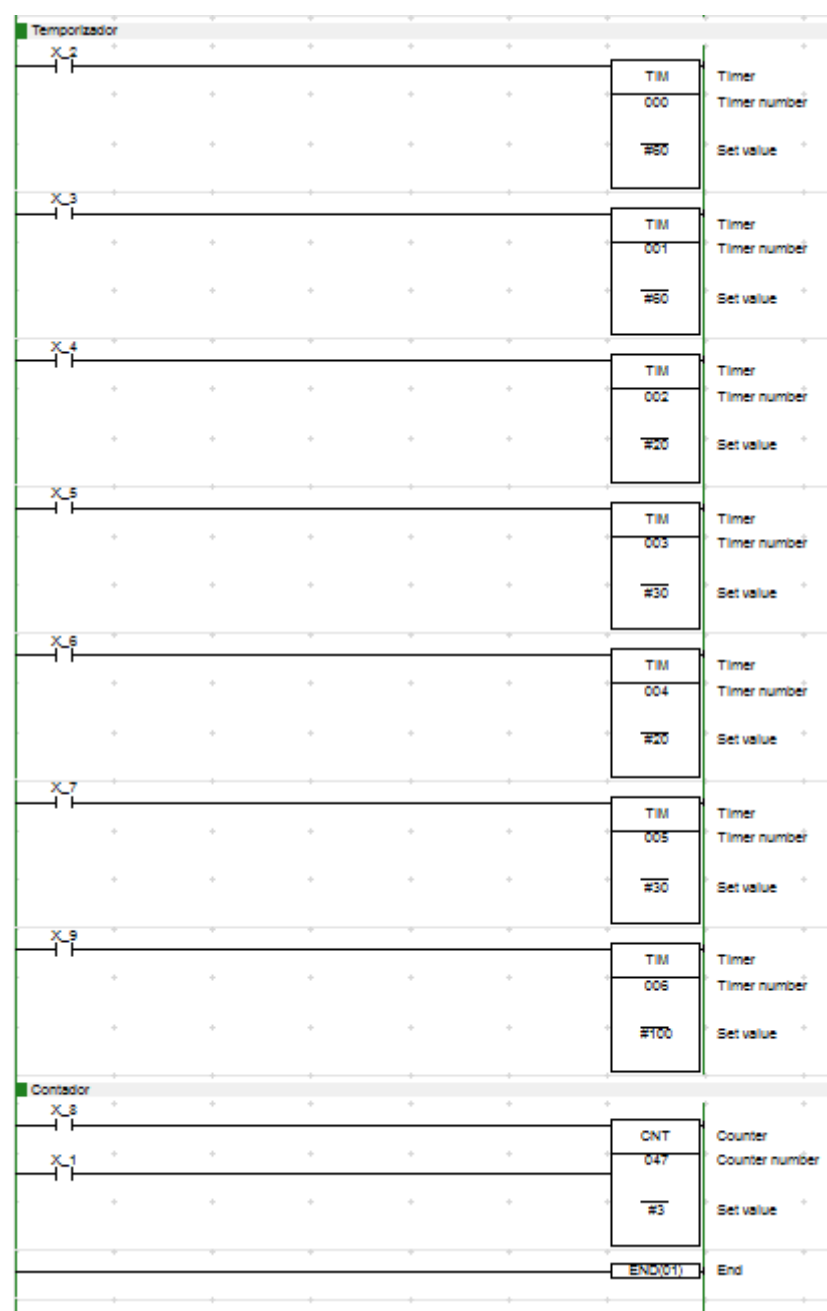 Temporizador
X_2
TIM Timer
000 Timer number
#60 Set value
X_3
TIM Timer
001 Timer number
#60 Set value
X_4
TIM Timer
002 Timer number
#20 Set value
X_5
TIM Timer
003 Timer number
#30 Set value
X_6
TIM Timer
004 Timer number
#20 Set value
X_7
TIM Timer
005 Timer number
#30 Set value
X_9
TIM Timer
006 Timer number
#100 Set value
Contador
X_8
CNT Counter
X_1
047 Counter number
#3 Set value
END(01) End